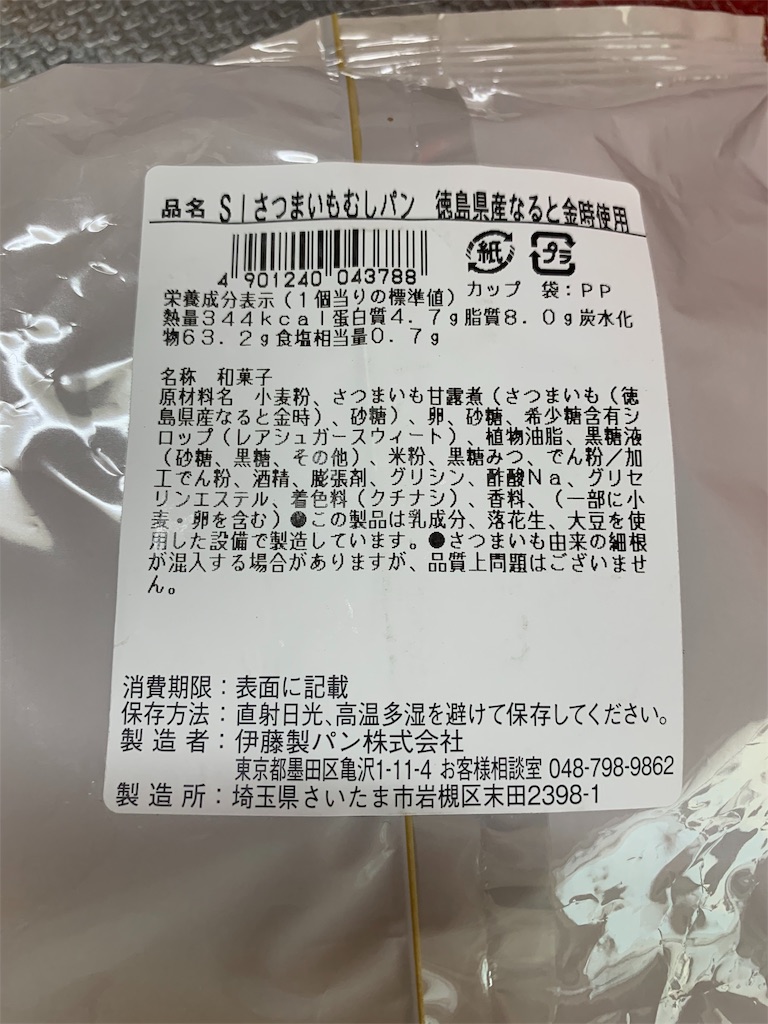 品名 SIさつまいもむしパン 徳島県産なると金時使用
紙 プラ
4 901240 043788
カップ 袋:PP
栄養成分表示(1個当りの標準値)
熱量344kcal蛋白質4.7g脂質8.0g炭水化
物63.2g食塩相当量0.7g
名称 和菓子
原材料名 小麦粉、さつまいも甘露煮(さつまいも(徳
島県産なると金時)、砂糖)、卵、砂糖、希少糖含有シ
ロップ(レアシュガースウィート)、植物油脂、黒糖液
(砂糖、黒糖、その他)、米粉、黒糖みつ、でん粉/加
工でん粉、酒精、膨張剤、グリシン、酢酸Na、グリセ
リンエステル、着色料(クチナシ)、香料、(一部に小
麦・卵を含む)●この製品は乳成分、落花生、大豆を使
用した設備で製造しています。●さつまいも由来の細根
が混入する場合がありますが、品質上問題はございませ
ん。
消費期限:表面に記載
保存方法:直射日光、高温多湿を避けて保存してください。
製造者:伊藤製パン株式会社
東京都墨田区亀沢1-11-4 お客様相談室 048-798-9862
製造所:埼玉県さいたま市岩槻区末田2398-1